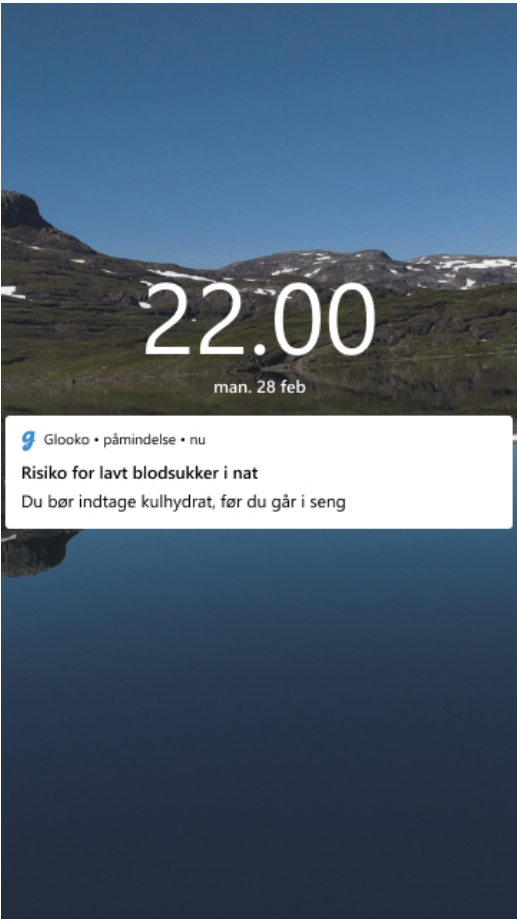 22.00
man. 28 feb
Glooko • påmindelse • nu
Risiko for lavt blodsukker i nat
Du bør indtage kulhydrat, før du går i seng